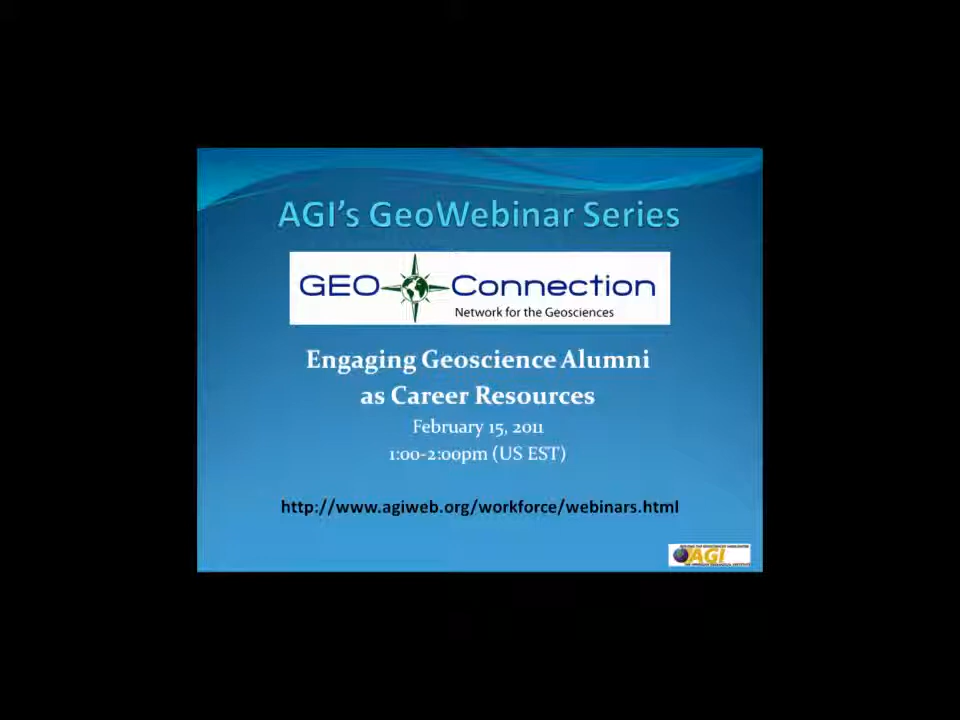 AGI's GeoWebinar Series
GEO Connection
Network for the Geosciences
Engaging Geoscience Alumni
as Career Resources
February 15, 2011
1:00-2:00pm (US EST)
http://www.agiweb.org/workforce/webinars.html
AGI